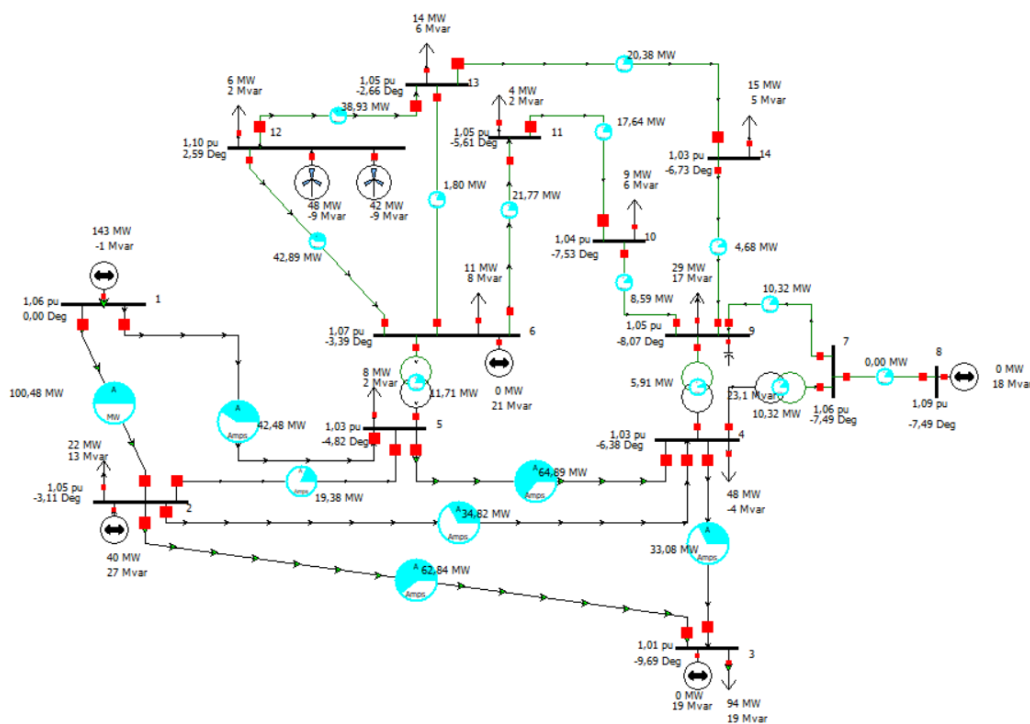 14 MW
6 Mvar
20,38 MW
1,05 pu
-2,66 Deg
13
6 MW
2 Mvar
38,93 MW
12
1,10 pu
2,59 Deg
4 MW
2 Mvar
1,05 pu
-5,61 Deg
11
17,64 MW
15 MW
5 Mvar
1,03 pu
-6,73 Deg
14
48 MW
-9 Mvar
42 MW
-9 Mvar
1,80 MW
21,77 MW
9 MW
6 Mvar
1,04 pu
-7,53 Deg
10
42,89 MW
4,68 MW
143 MW
-1 Mvar
1,06 pu
0,00 Deg
1
11 MW
8 Mvar
8,59 MW
29 MW
17 Mvar
10,32 MW
1,07 pu
-3,39 Deg
6
1,05 pu
-8,07 Deg
9
7
0 MW
21 Mvar
0,00 MW
8
0 MW
18 Mvar
1,09 pu
-7,49 Deg
1,06 pu
-7,49 Deg
100,48 MW
A
MW
A
Amps
42,48 MW
8 MW
2 Mvar
11,71 MW
5,91 MW
23,1 Mvar
10,32 MW
1,03 pu
-4,82 Deg
5
1,03 pu
-6,38 Deg
4
22 MW
13 Mvar
1,05 pu
-3,11 Deg
2
A
Amps
19,38 MW
A
Amps
64,89 MW
A
Amps
34,82 MW
48 MW
-4 Mvar
40 MW
27 Mvar
A
Amps
62,84 MW
A
Amps
33,08 MW
1,01 pu
-9,69 Deg
3
0 MW
19 Mvar
94 MW
19 Mvar